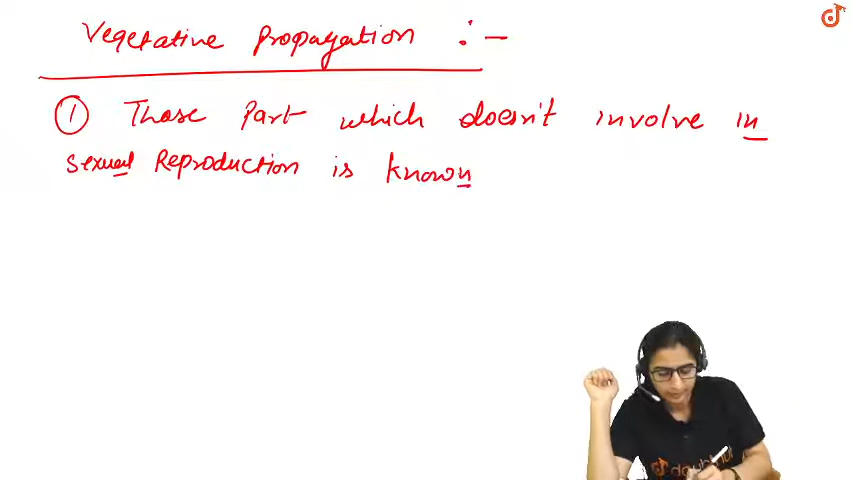 Vegetative Propagation :-
① Those Part which doesn't involve in
sexual Reproduction is known